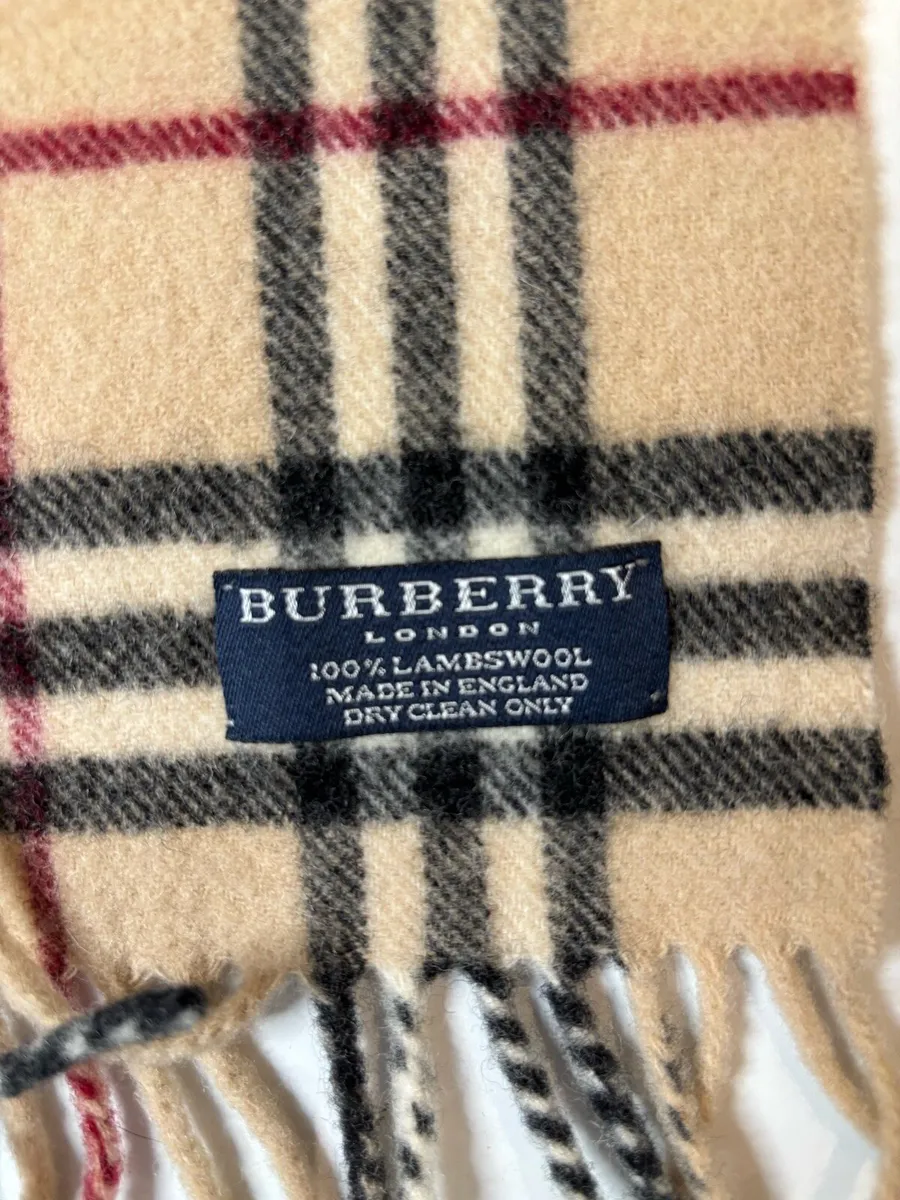 BURBERRY
LONDON
100% LAMBSWOOL
MADE IN ENGLAND
DRY CLEAN ONLY